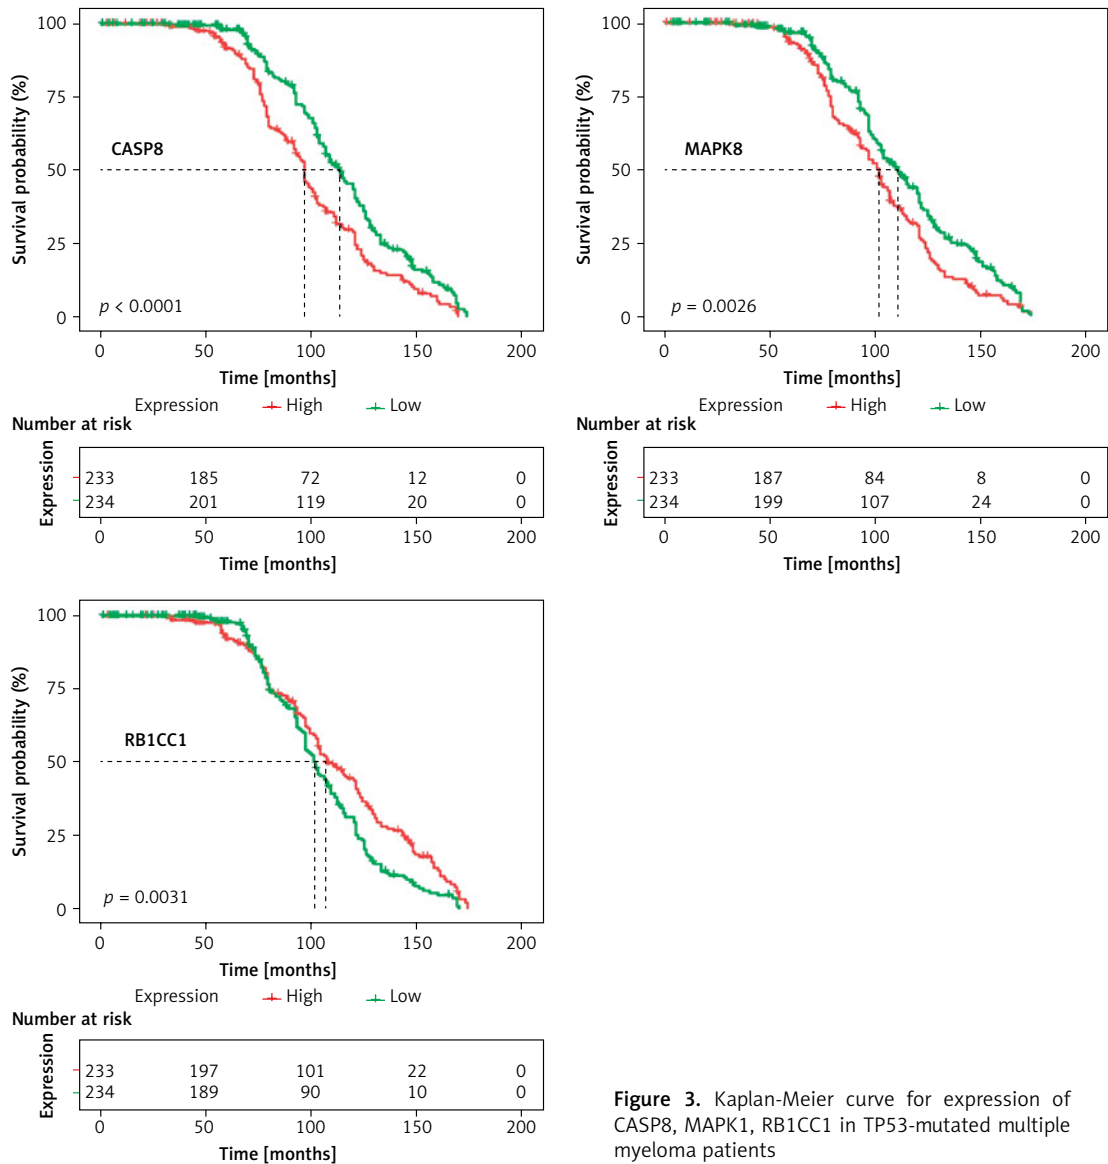 100
75
50
25
0
Survival probability (%)
CASP8
p < 0.0001
0 50 100 150 200
Time [months]
Expression High Low
Number at risk
Expression
233 185 72 12 0
234 201 119 20 0
0 50 100 150 200
Time [months]
100
75
50
25
0
Survival probability (%)
MAPK8
p = 0.0026
0 50 100 150 200
Time [months]
Expression High Low
Number at risk
Expression
233 187 84 8 0
234 199 107 24 0
0 50 100 150 200
Time [months]
100
75
50
25
0
Survival probability (%)
RB1CC1
p = 0.0031
0 50 100 150 200
Time [months]
Expression High Low
Number at risk
Expression
233 197 101 22 0
234 189 90 10 0
0 50 100 150 200
Time [months]
Figure 3. Kaplan-Meier curve for expression of
CASP8, MAPK1, RB1CC1 in TP53-mutated multiple
myeloma patients